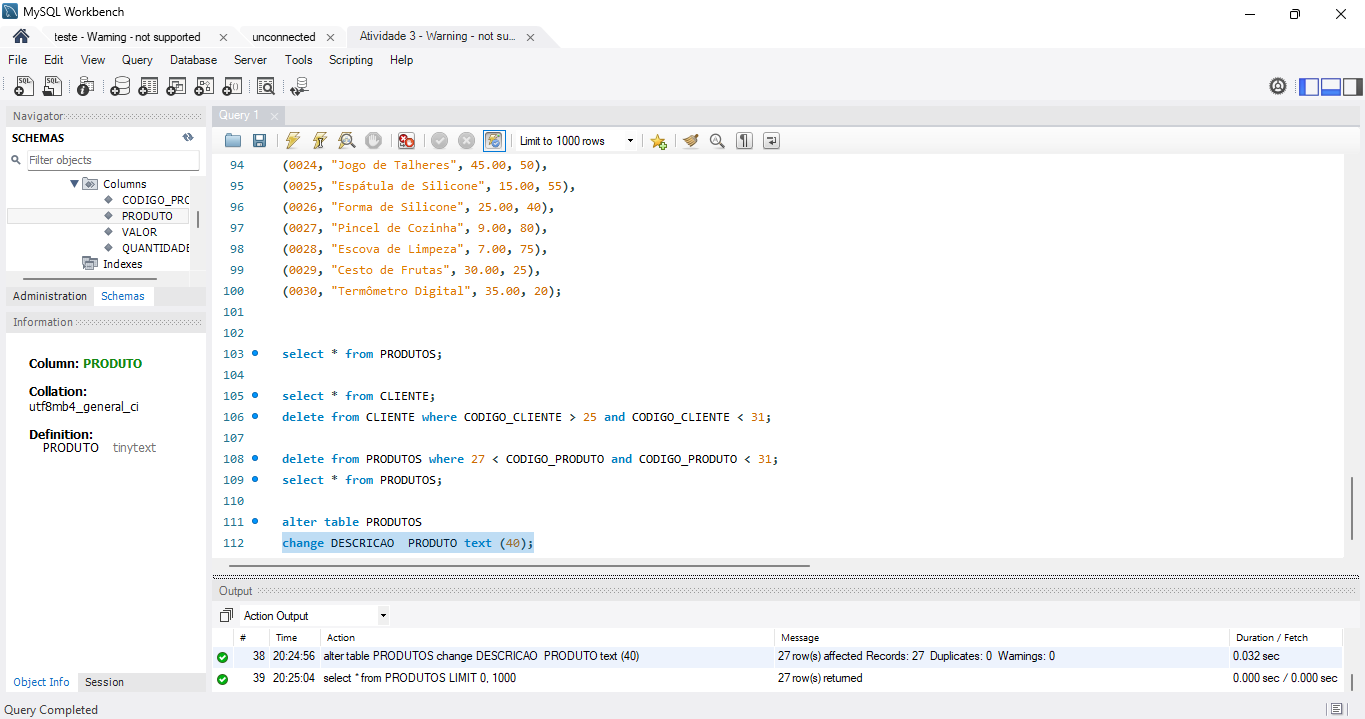 MySQL Workbench
teste - Warning - not supported
unconnected
Atividade 3 - Warning - not su...
File Edit View Query Database Server Tools Scripting Help
Navigator
SCHEMAS
Filter objects
Columns
CODIGO_PRO
PRODUTO
VALOR
QUANTIDADE
Indexes
Administration Schemas
Information
Column: PRODUTO
Collation:
utf8mb4_general_ci
Definition:
PRODUTO tinytext
Object Info Session
Query 1
Limit to 1000 rows
94 (0024, "Jogo de Talheres", 45.00, 50),
95 (0025, "Espátula de Silicone", 15.00, 55),
96 (0026, "Forma de Silicone", 25.00, 40),
97 (0027, "Pincel de Cozinha", 9.00, 80),
98 (0028, "Escova de Limpeza", 7.00, 75),
99 (0029, "Cesto de Frutas", 30.00, 25),
100 (0030, "Termômetro Digital", 35.00, 20);
101
102
103 select * from PRODUTOS;
104
105 select * from CLIENTE;
106 delete from CLIENTE where CODIGO_CLIENTE > 25 and CODIGO_CLIENTE < 31;
107
108 delete from PRODUTOS where 27 < CODIGO_PRODUTO and CODIGO_PRODUTO < 31;
109 select * from PRODUTOS;
110
111 alter table PRODUTOS
112 change DESCRICAO PRODUTO text (40);
Output
Action Output
# Time Action Message Duration / Fetch
38 20:24:56 alter table PRODUTOS change DESCRICAO PRODUTO text (40) 27 row(s) affected Records: 27 Duplicates: 0 Warnings: 0 0.032 sec
39 20:25:04 select * from PRODUTOS LIMIT 0, 1000 27 row(s) returned 0.000 sec / 0.000 sec
Query Completed